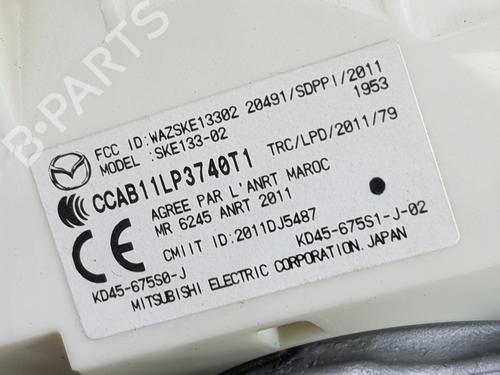 FCC ID:WAZSKE13302 20491/SDPPI/2011
1953
MODEL :SKE133-02
TRC/LPD/2011/79
CCAB11LP3740T1
AGREE PAR L'ANRT MAROC
MR 6245 ANRT 2011
CE
CMIIT ID:2011DJ5487
KD45-675S0-J
KD45-675S1-J-02
MITSUBISHI ELECTRIC CORPORATION,JAPAN
B-PARTS